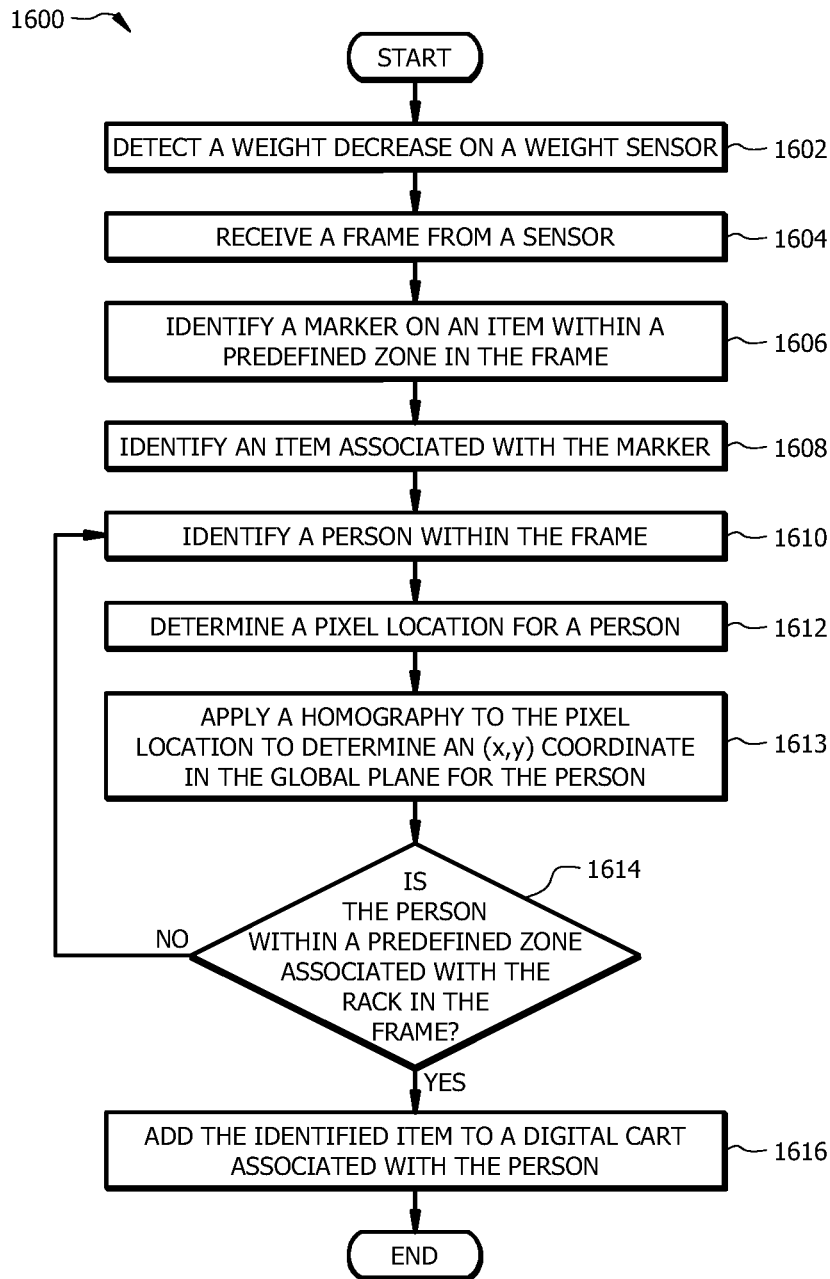 1600
START
DETECT A WEIGHT DECREASE ON A WEIGHT SENSOR
1602
RECEIVE A FRAME FROM A SENSOR
1604
IDENTIFY A MARKER ON AN ITEM WITHIN A
PREDEFINED ZONE IN THE FRAME
1606
IDENTIFY AN ITEM ASSOCIATED WITH THE MARKER
1608
IDENTIFY A PERSON WITHIN THE FRAME
1610
DETERMINE A PIXEL LOCATION FOR A PERSON
1612
APPLY A HOMOGRAPHY TO THE PIXEL
LOCATION TO DETERMINE AN (x,y) COORDINATE
IN THE GLOBAL PLANE FOR THE PERSON
1613
IS
THE PERSON
WITHIN A PREDEFINED ZONE
ASSOCIATED WITH THE
RACK IN THE
FRAME?
1614
NO
YES
ADD THE IDENTIFIED ITEM TO A DIGITAL CART
ASSOCIATED WITH THE PERSON
1616
END